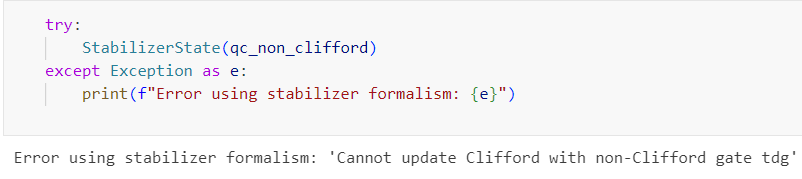 try:
    StabilizerState(qc_non_clifford)
except Exception as e:
    print(f"Error using stabilizer formalism: {e}")
Error using stabilizer formalism: 'Cannot update Clifford with non-Clifford gate tdg'